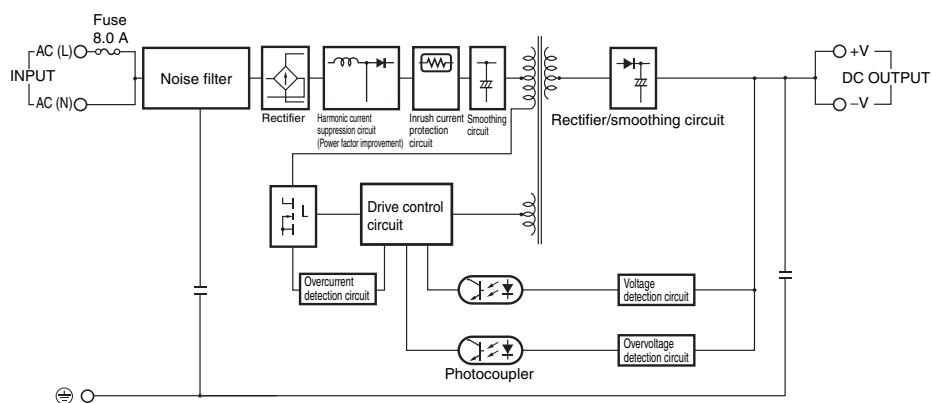 Fuse
8.0 A
AC (L)
INPUT
AC (N)
Noise filter
Rectifier
Harmonic current
suppression circuit
(Power factor improvement)
Inrush current
protection
circuit
Smoothing
circuit
Rectifier/smoothing circuit
+V
DC OUTPUT
−V
Drive control
circuit
Overcurrent
detection circuit
Voltage
detection circuit
Overvoltage
detection circuit
Photocoupler